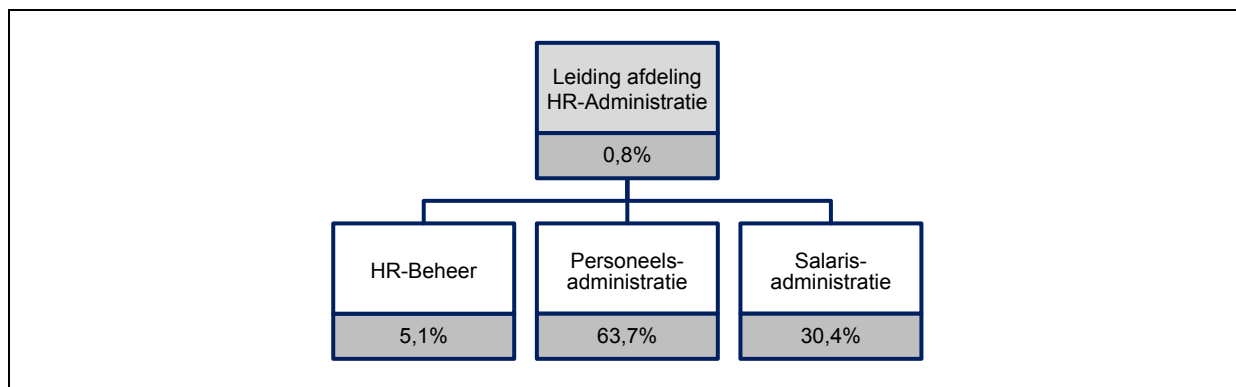 Leiding afdeling
HR-Administratie
0,8%
HR-Beheer
5,1%
Personeels-
administratie
63,7%
Salaris-
administratie
30,4%